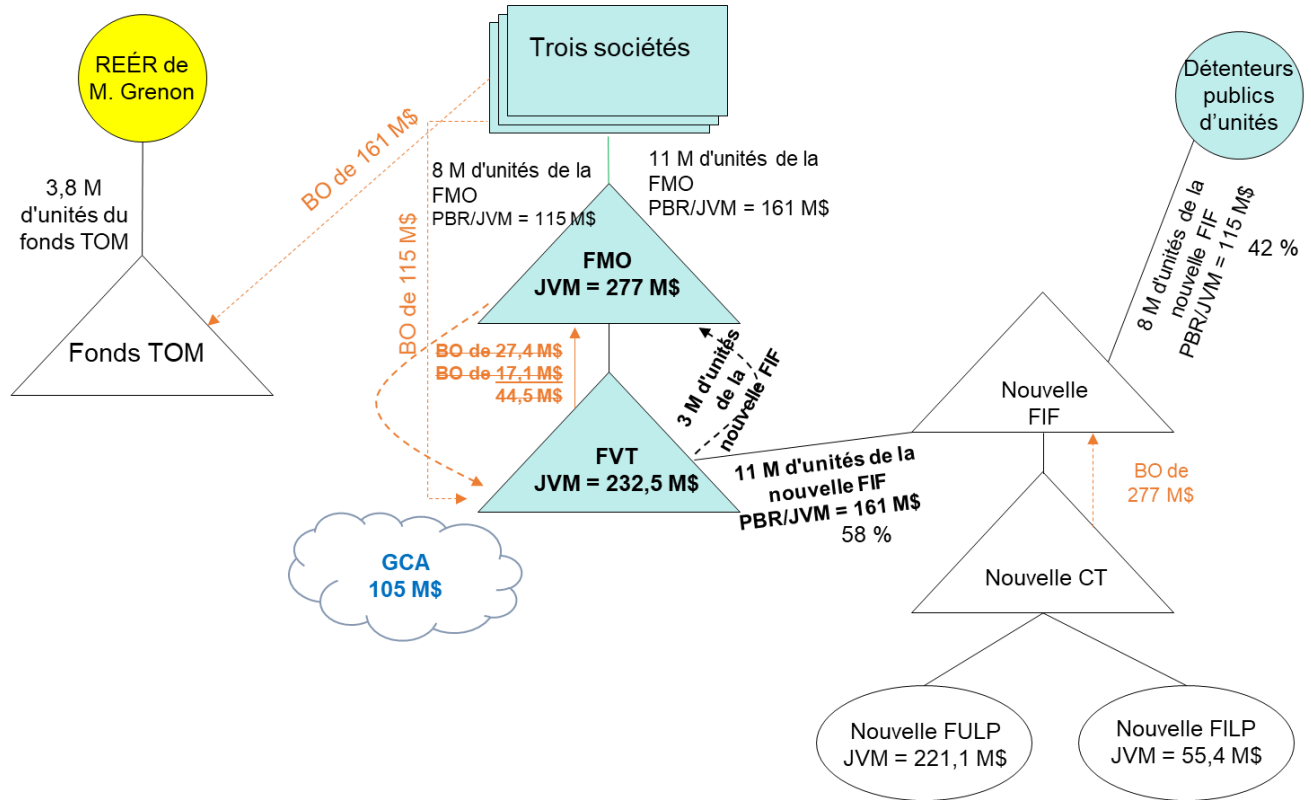 REÉR de
M. Grenon
3,8 M
d'unités du
fonds TOM
Fonds TOM
BO de 161 M$
Trois sociétés
BO de 115 M$
8 M d'unités de la
FMO
PBR/JVM = 115 M$
11 M d'unités de la
FMO
PBR/JVM = 161 M$
FMO
JVM = 277 M$
BO de 27,4 M$
BO de 17,1 M$
44,5 M$
3 M d'unités
de la
nouvelle FIF
FVT
JVM = 232,5 M$
GCA
105 M$
11 M d'unités de la
nouvelle FIF
PBR/JVM = 161 M$
58 %
Détenteurs
publics
d’unités
8 M d'unités de la
nouvelle FIF
PBR/JVM = 115 M$
42 %
Nouvelle
FIF
BO de
277 M$
Nouvelle CT
Nouvelle FULP
JVM = 221,1 M$
Nouvelle FILP
JVM = 55,4 M$